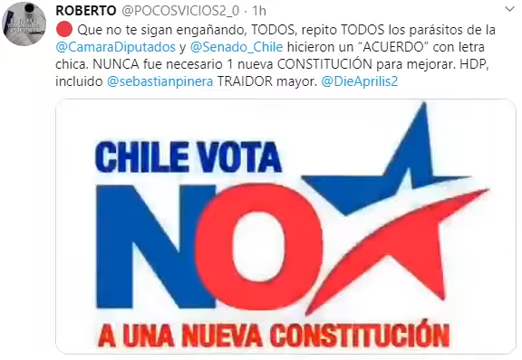 ROBERTO @POCOSVICIOS2_0 · 1h
Que no te sigan engañando, TODOS, repito TODOS los parásitos de la
@CamaraDiputados y @Senado_Chile hicieron un “ACUERDO” con letra
chica. NUNCA fue necesario 1 nueva CONSTITUCIÓN para mejorar. HDP,
incluido @sebastianpinera TRAIDOR mayor. @DieAprilis2
CHILE VOTA
NO
A UNA NUEVA CONSTITUCIÓN